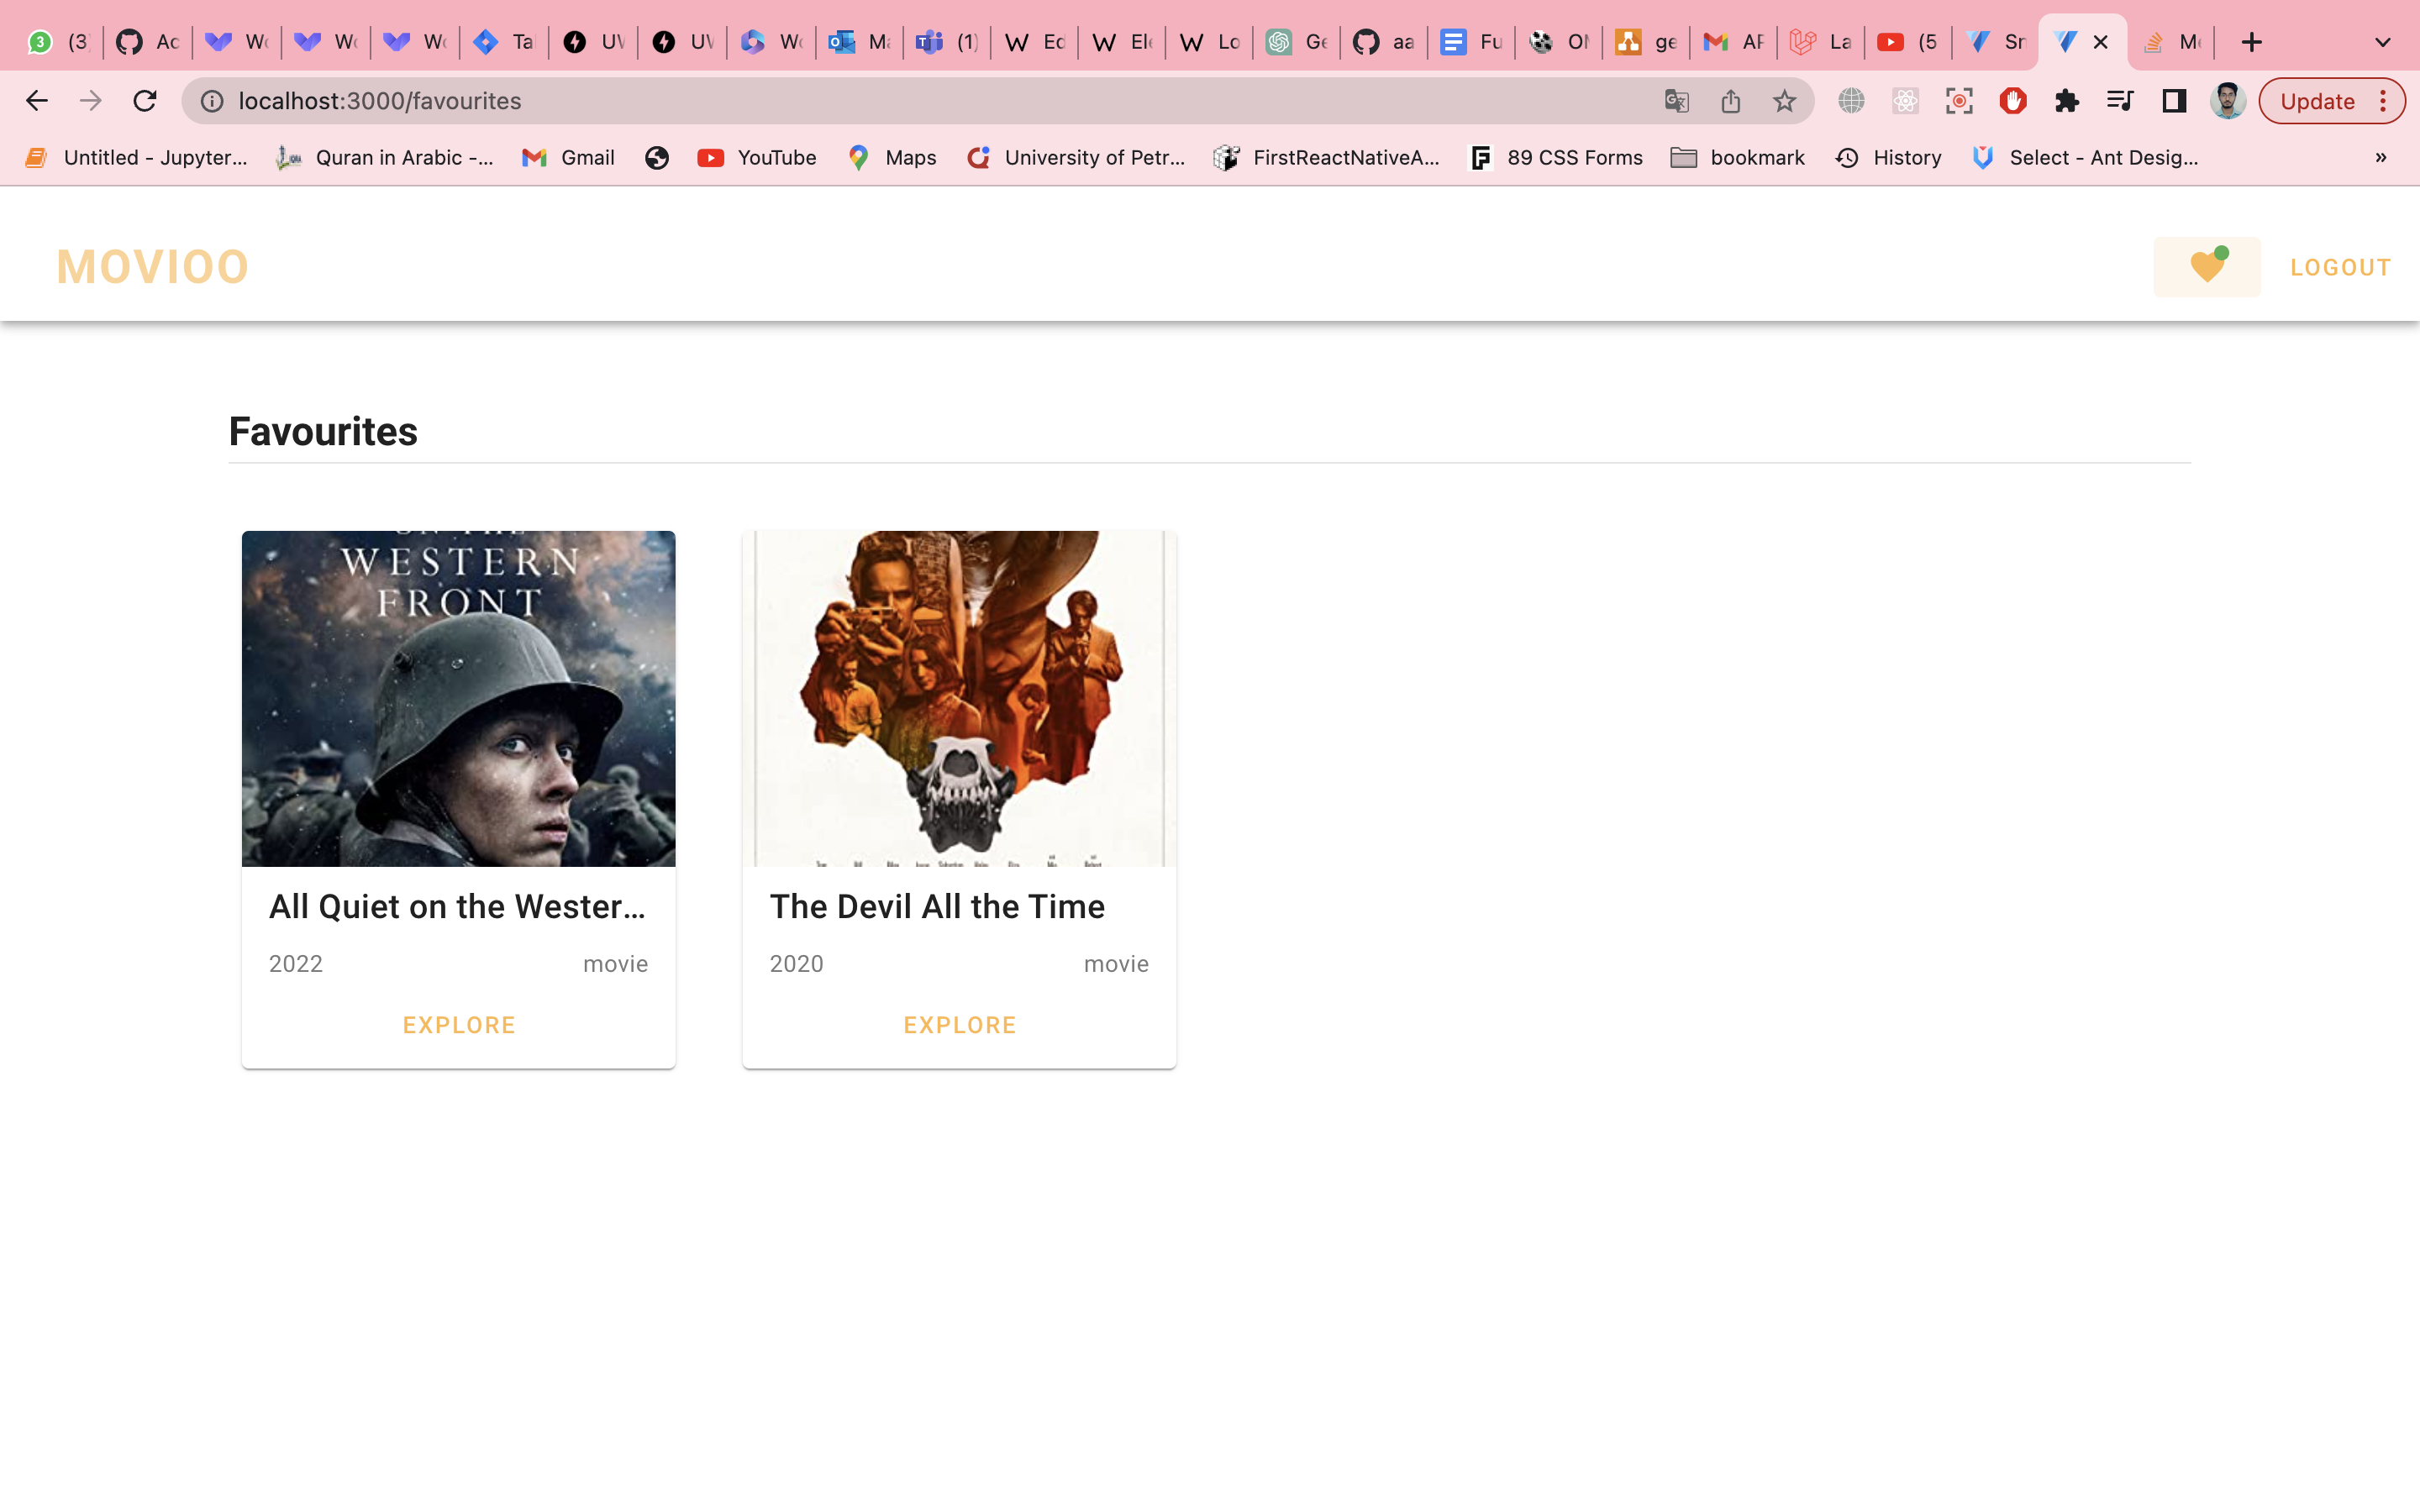 3 (3 Ac Wo Wo Wo Ta UV UV Wo Ma (1) Ed Ele Lo Ge aa Fu ge AF La (5 Sn
localhost:3000/favourites
Update
Untitled - Jupyter... Quran in Arabic -... Gmail YouTube Maps University of Petr... FirstReactNativeA... 89 CSS Forms bookmark History Select - Ant Desig... »
MOVIOO
LOGOUT
Favourites
WESTERN
FRONT
All Quiet on the Wester...
2022 movie
EXPLORE
The Devil All the Time
2020 movie
EXPLORE